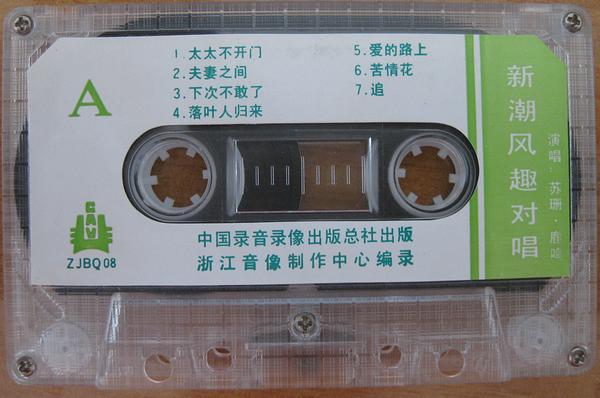 A
1.太太不开门
2.夫妻之间
3.下次不敢了
4.落叶人归来
5.爱的路上
6.苦情花
7.追
CAV
ZJBQ08
中国录音录像出版总社出版
浙江音像制作中心编录
新潮风趣对唱
演唱：苏珊·鹿鸣